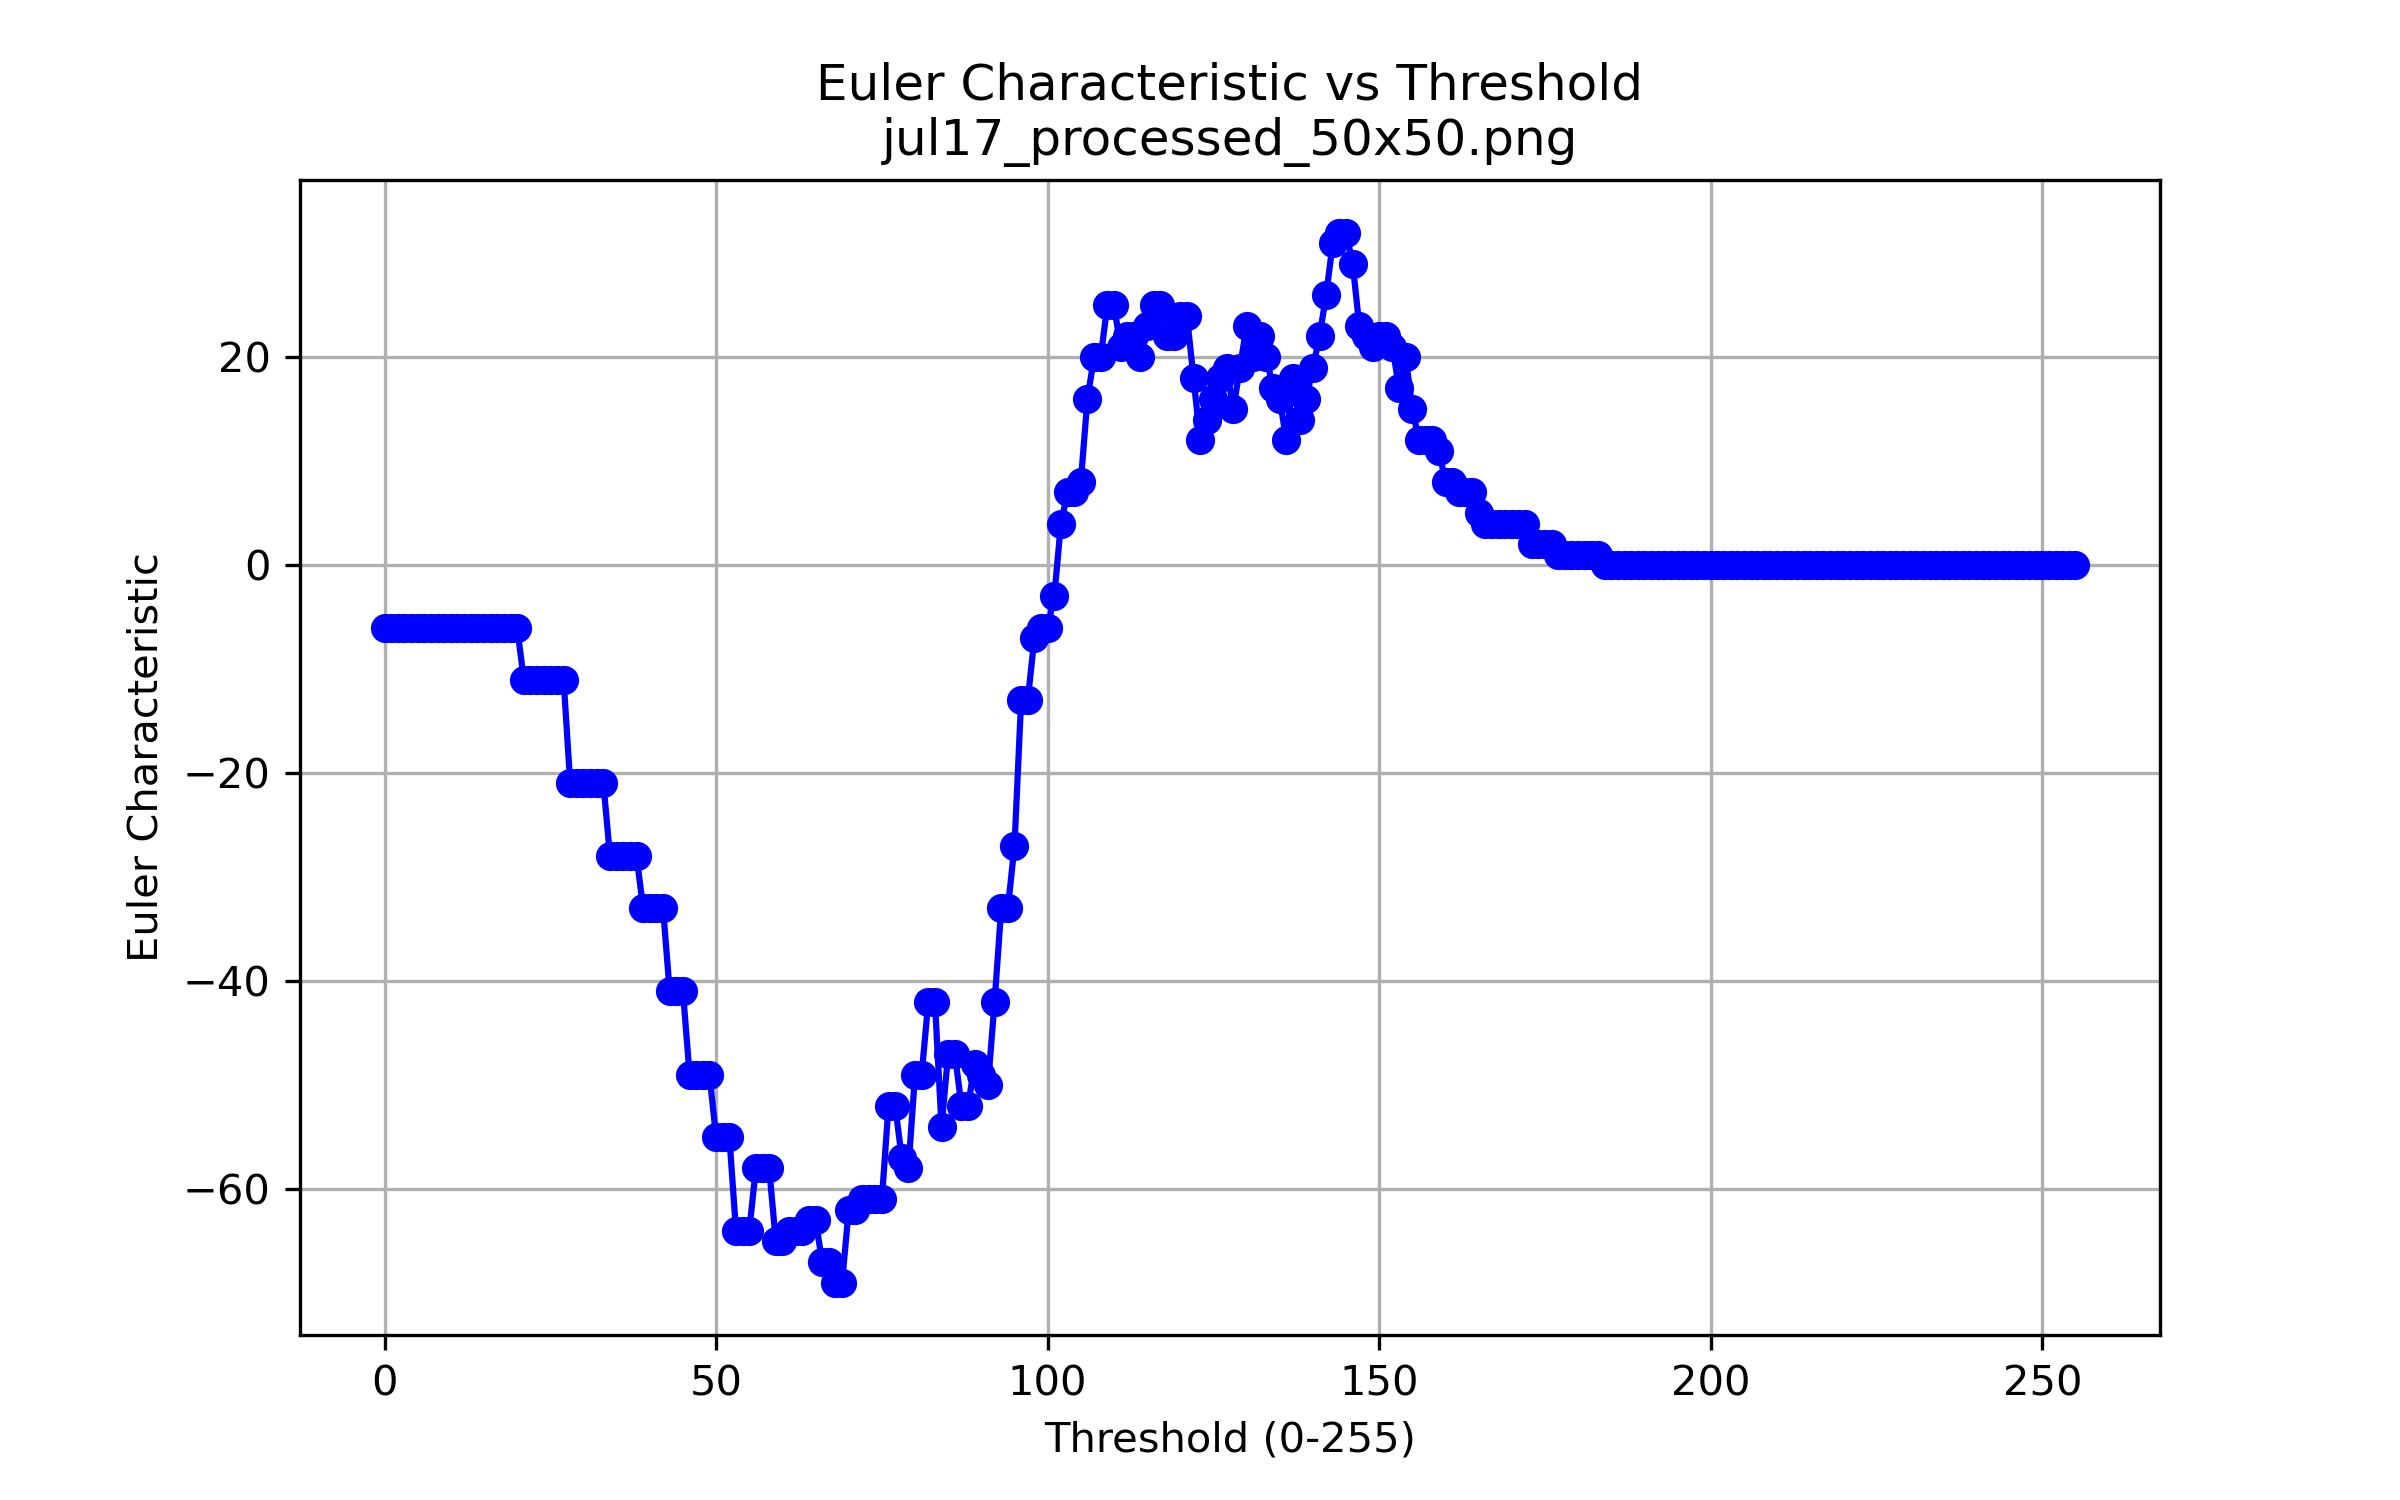 Euler Characteristic vs Threshold
jul17_processed_50x50.png
Euler Characteristic
20
0
−20
−40
−60
0 50 100 150 200 250
Threshold (0-255)